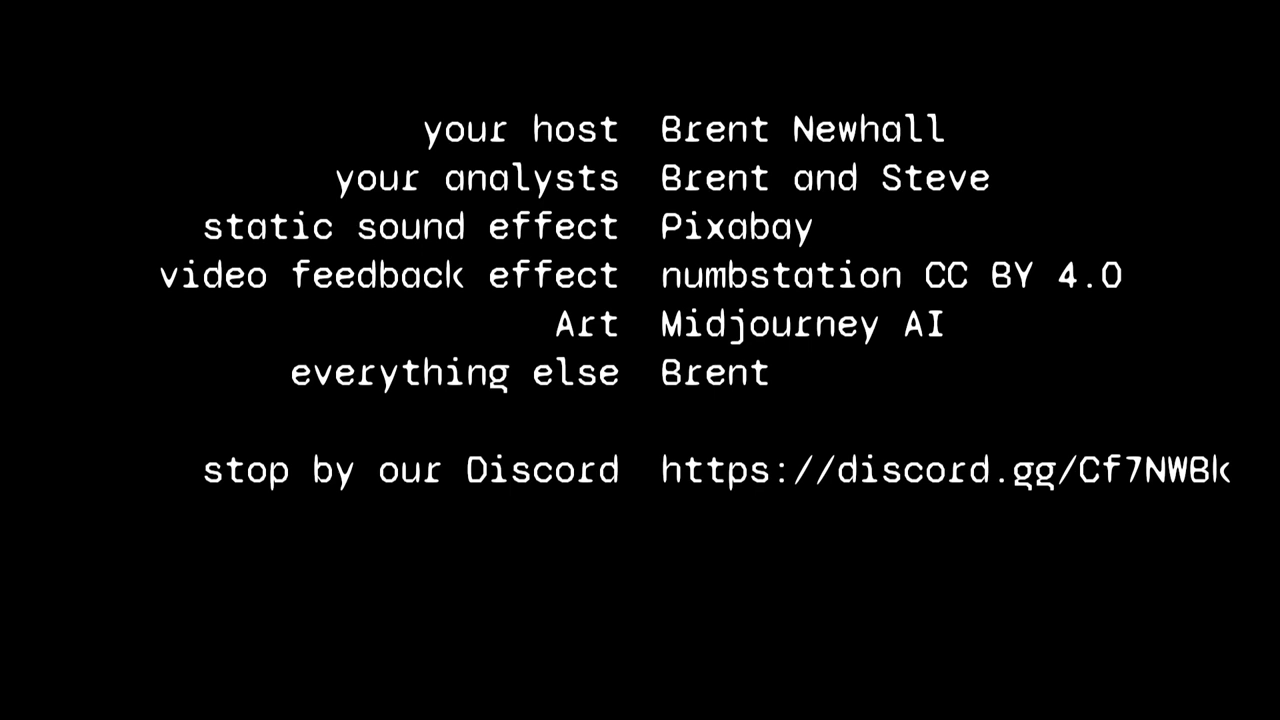 your host Brent Newhall
your analysts Brent and Steve
static sound effect Pixabay
video feedback effect numbstation CC BY 4.0
Art Midjourney AI
everything else Brent
stop by our Discord https://discord.gg/Cf7NWBk